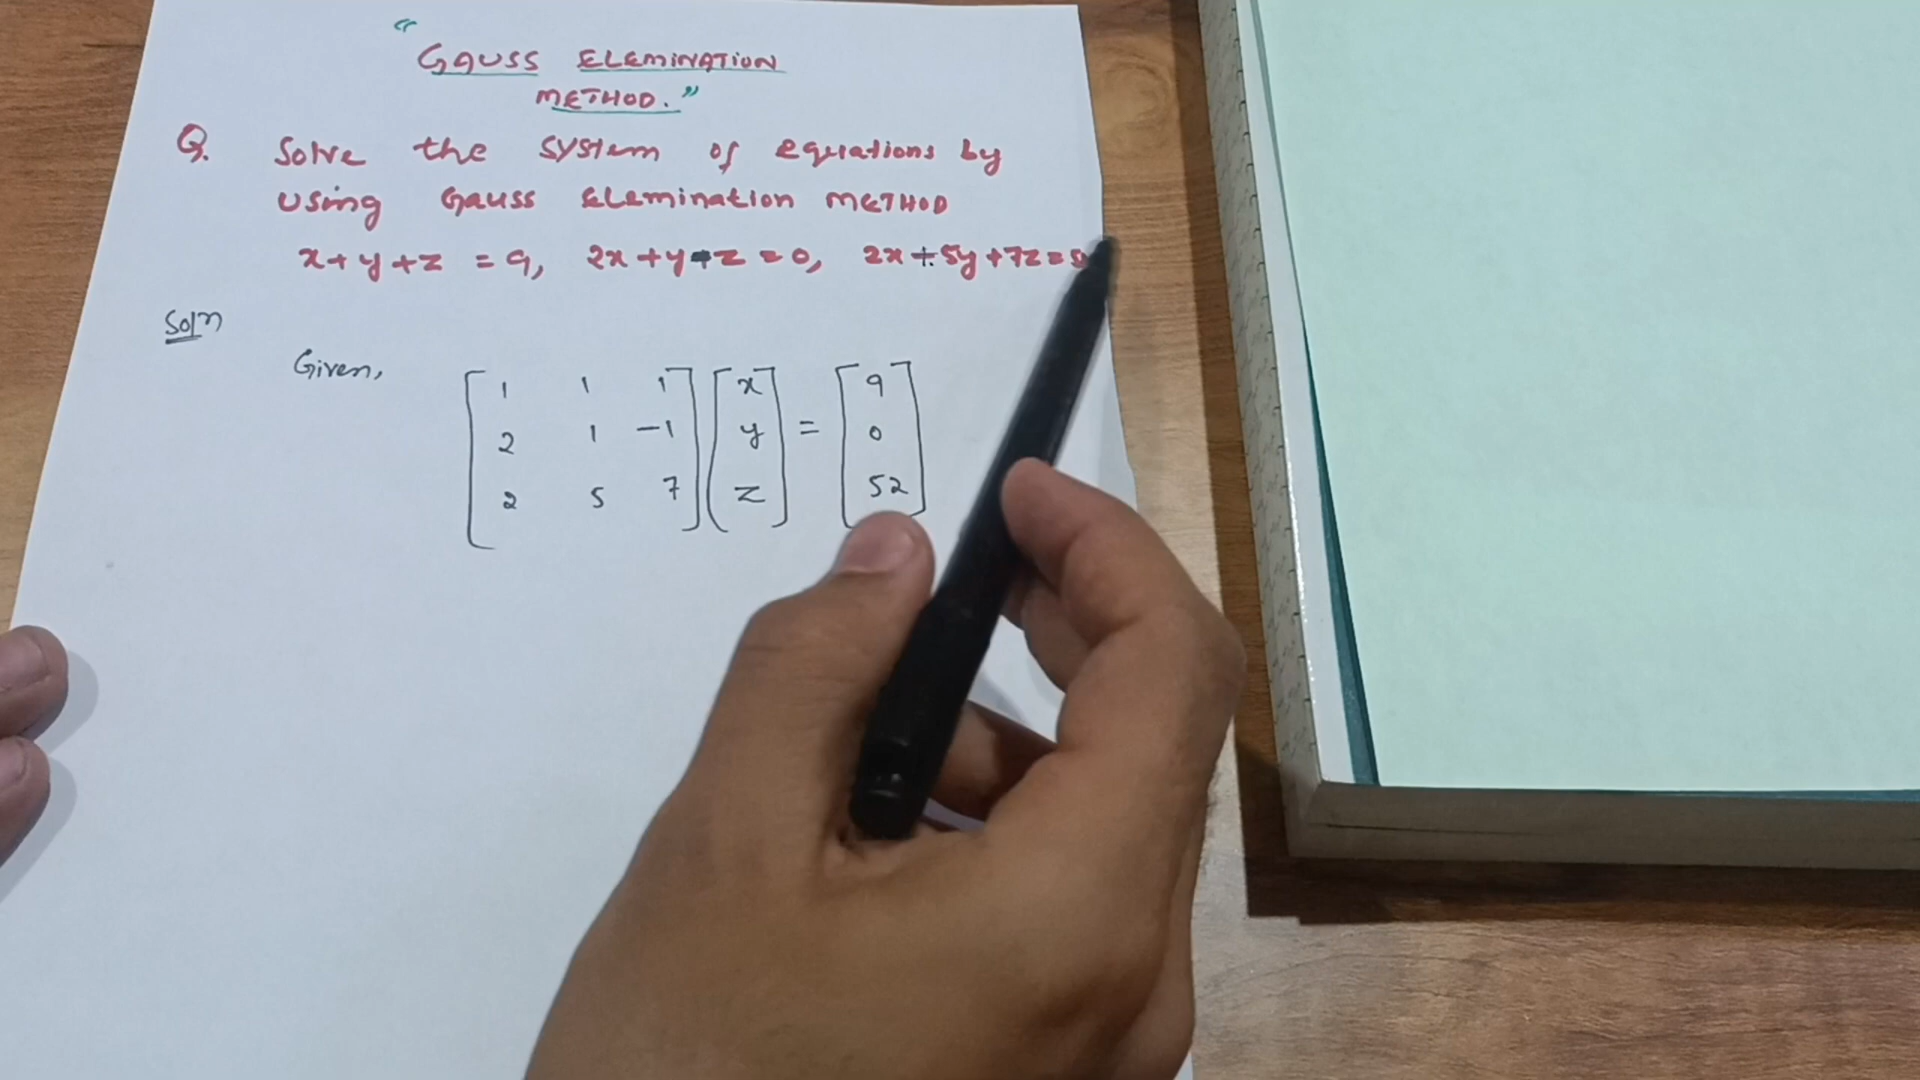 "
GAUSS ELEMINATION
METHOD."
Q. Solve the system of equations by
using Gauss Elemination METHOD
x+y+z = 9, 2x+y-z=0, 2x+5y+7z=5
Soln
Given,
[ 1 1 1 ] [ x ] [ 9 ]
[ 2 1 -1 ] [ y ] = [ 0 ]
[ 2 5 7 ] [ z ] [ 52 ]